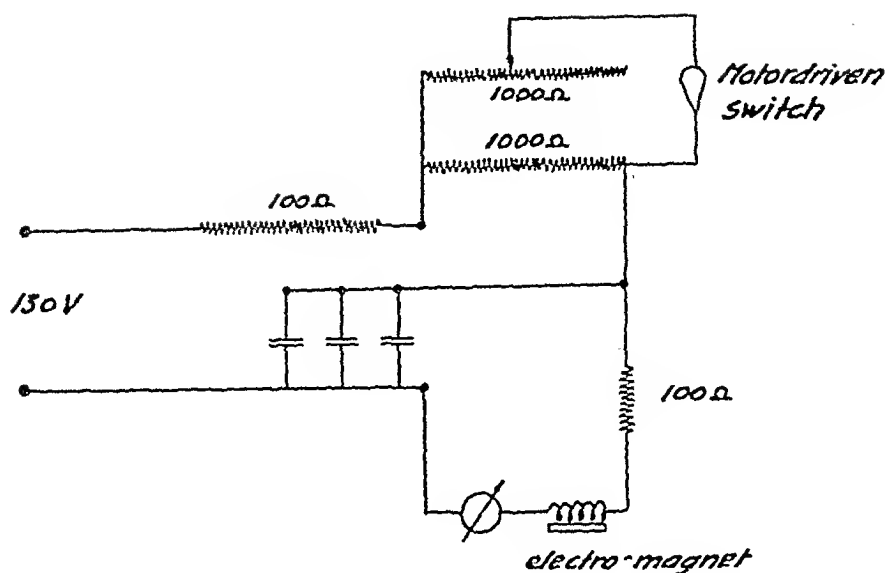 1000Ω
Motordriven
switch
1000Ω
100Ω
130V
100Ω
electro-magnet